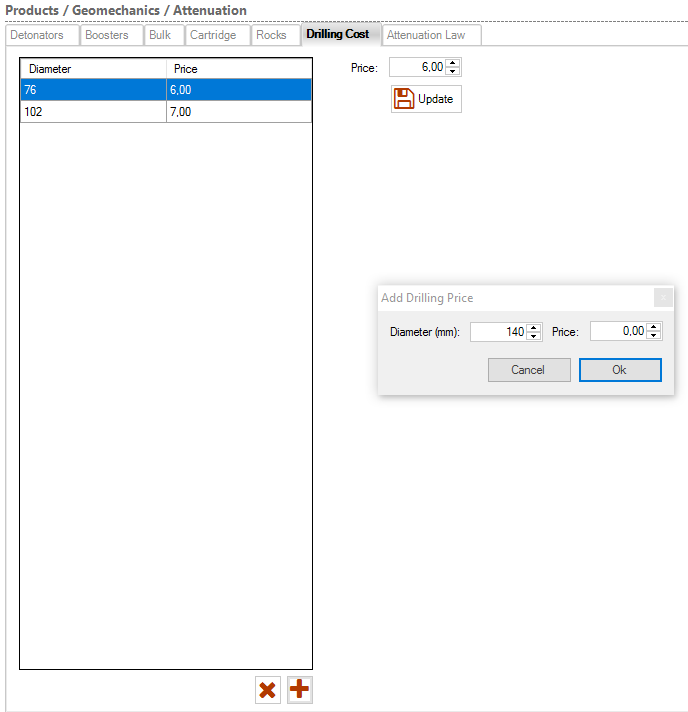 Products / Geomechanics / Attenuation
Detonators Boosters Bulk Cartridge Rocks Drilling Cost Attenuation Law
Diameter Price
76 6,00
102 7,00
Price: 6,00
Update
Add Drilling Price
Diameter (mm): 140 Price: 0,00
Cancel Ok